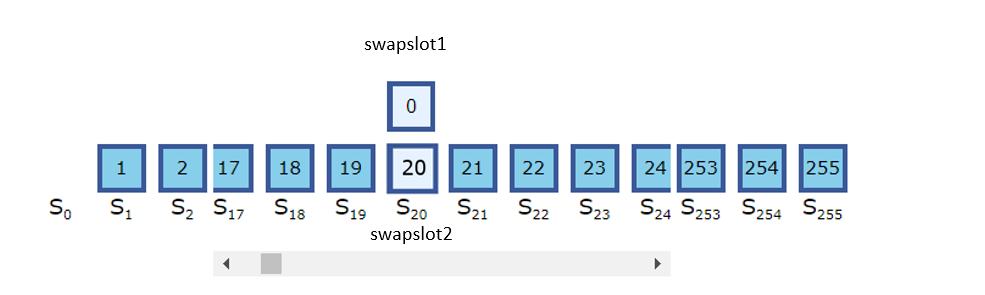 swapslot1
0
1 2 17 18 19 20 21 22 23 24 253 254 255
S0 S1 S2 S17 S18 S19 S20 S21 S22 S23 S24 S253 S254 S255
swapslot2